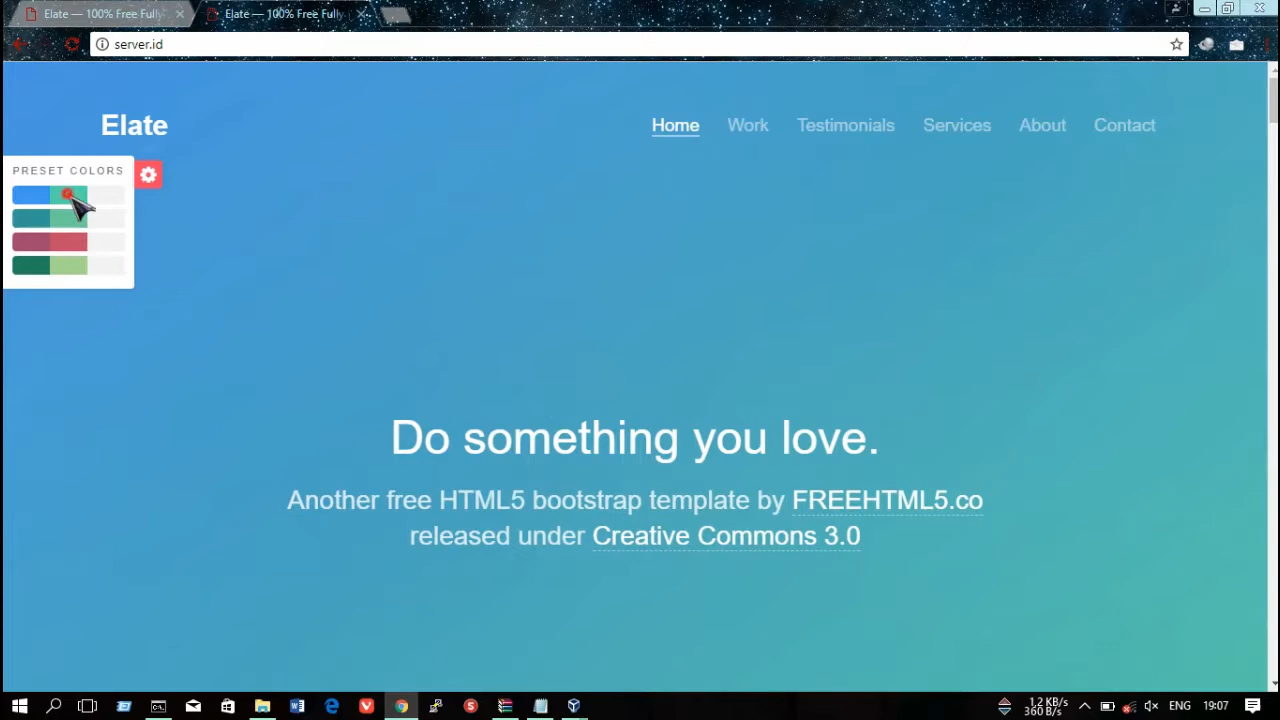 Elate — 100% Free Fully
Elate — 100% Free Fully
server.id
Elate
Home Work Testimonials Services About Contact
PRESET COLORS
Do something you love.
Another free HTML5 bootstrap template by FREEHTML5.co
released under Creative Commons 3.0
1,2 KB/s
360 B/s
ENG
19:07